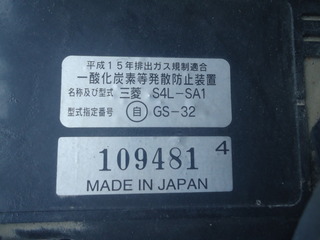 平成15年排出ガス規制適合
一酸化炭素等発散防止装置
名称及び型式 三菱 S4L-SA1
型式指定番号 自 GS-32
109481 4
MADE IN JAPAN